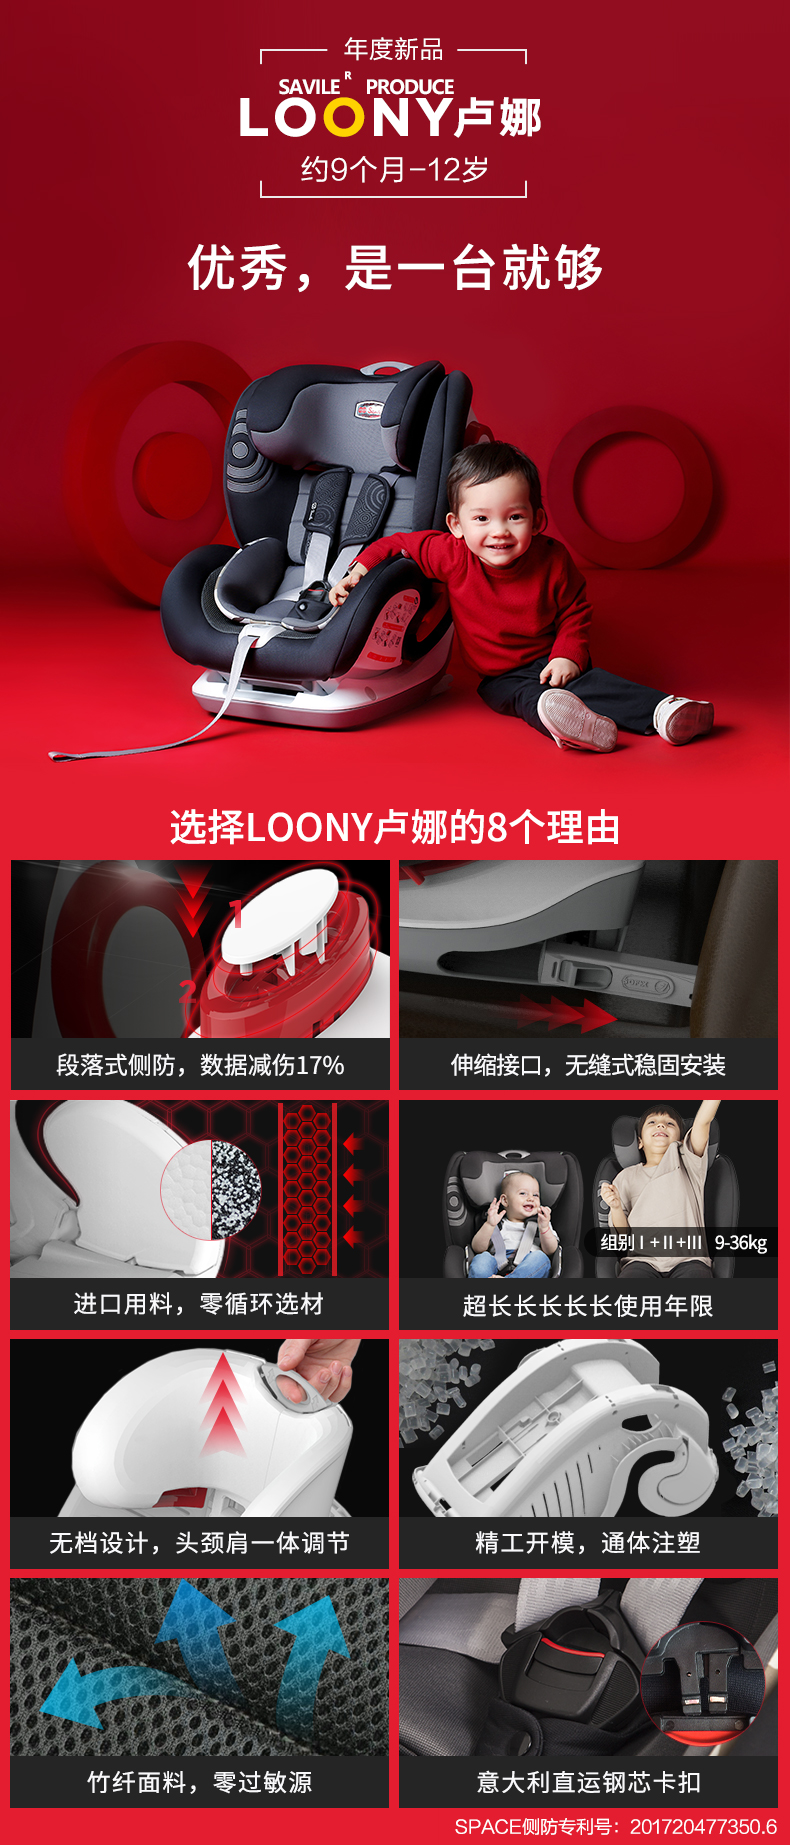 年度新品
SAVILE R PRODUCE
LOONY卢娜
约9个月-12岁
优秀，是一台就够
选择LOONY卢娜的8个理由
1
2
段落式侧防，数据减伤17%
伸缩接口，无缝式稳固安装
进口用料，零循环选材
组别Ⅰ+Ⅱ+Ⅲ 9-36kg
超长长长长长使用年限
无档设计，头颈肩一体调节
精工开模，通体注塑
竹纤面料，零过敏源
意大利直运钢芯卡扣
SPACE侧防专利号：201720477350.6